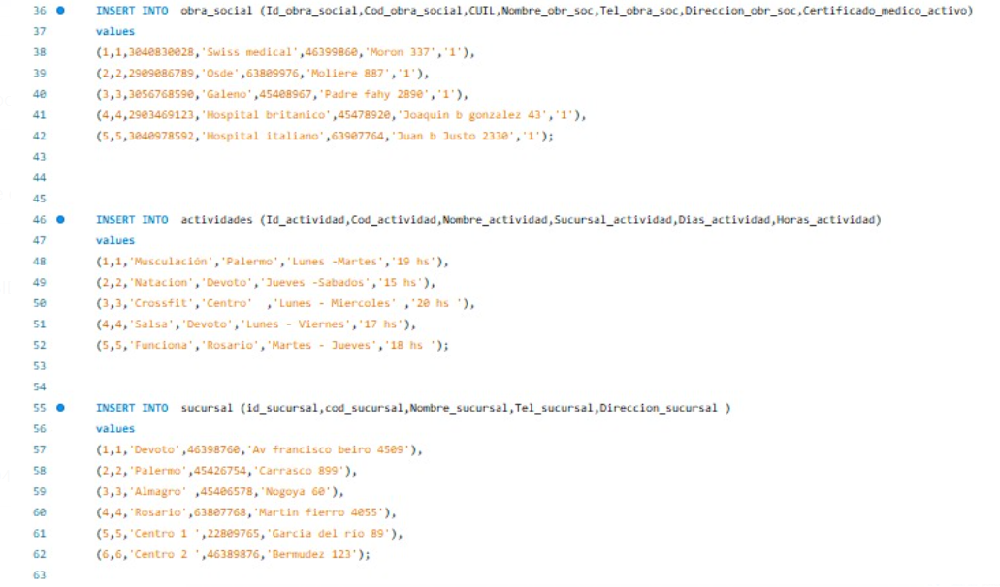 36 INSERT INTO obra_social (Id_obra_social,Cod_obra_social,CUIL,Nombre_obr_soc,Tel_obra_soc,Direccion_obr_soc,Certificado_medico_activo)
37 values
38 (1,1,3040830028,'Swiss medical',46399860,'Moron 337','1'),
39 (2,2,2909086789,'Osde',63809976,'Moliere 887','1'),
40 (3,3,3056768590,'Galeno',45408967,'Padre fahy 2890','1'),
41 (4,4,2903469123,'Hospital britanico',45478920,'Joaquin b gonzalez 43','1'),
42 (5,5,3040978592,'Hospital italiano',63907764,'Juan b Justo 2330','1');
43
44
45
46 INSERT INTO actividades (Id_actividad,Cod_actividad,Nombre_actividad,Sucursal_actividad,Dias_actividad,Horas_actividad)
47 values
48 (1,1,'Musculación','Palermo','Lunes -Martes','19 hs'),
49 (2,2,'Natacion','Devoto','Jueves -Sabados','15 hs'),
50 (3,3,'Crossfit','Centro' ,'Lunes - Miercoles' ,'20 hs '),
51 (4,4,'Salsa','Devoto','Lunes - Viernes','17 hs'),
52 (5,5,'Funciona','Rosario','Martes - Jueves','18 hs ');
53
54
55 INSERT INTO sucursal (id_sucursal,cod_sucursal,Nombre_sucursal,Tel_sucursal,Direccion_sucursal )
56 values
57 (1,1,'Devoto',46398760,'Av francisco beiro 4509'),
58 (2,2,'Palermo',45426754,'Carrasco 899'),
59 (3,3,'Almagro' ,45406578,'Nogoya 60'),
60 (4,4,'Rosario',63807768,'Martin fierro 4055'),
61 (5,5,'Centro 1 ',22809765,'Garcia del rio 89'),
62 (6,6,'Centro 2 ',46389876,'Bermudez 123');
63